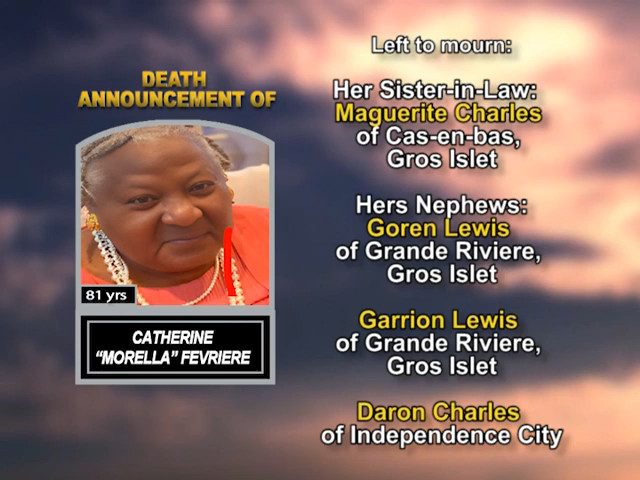 DEATH
ANNOUNCEMENT OF
81 yrs
CATHERINE
“MORELLA” FEVRIERE
Left to mourn:
Her Sister-in-Law:
Maguerite Charles
of Cas-en-bas,
Gros Islet
Hers Nephews:
Goren Lewis
of Grande Riviere,
Gros Islet
Garrion Lewis
of Grande Riviere,
Gros Islet
Daron Charles
of Independence City